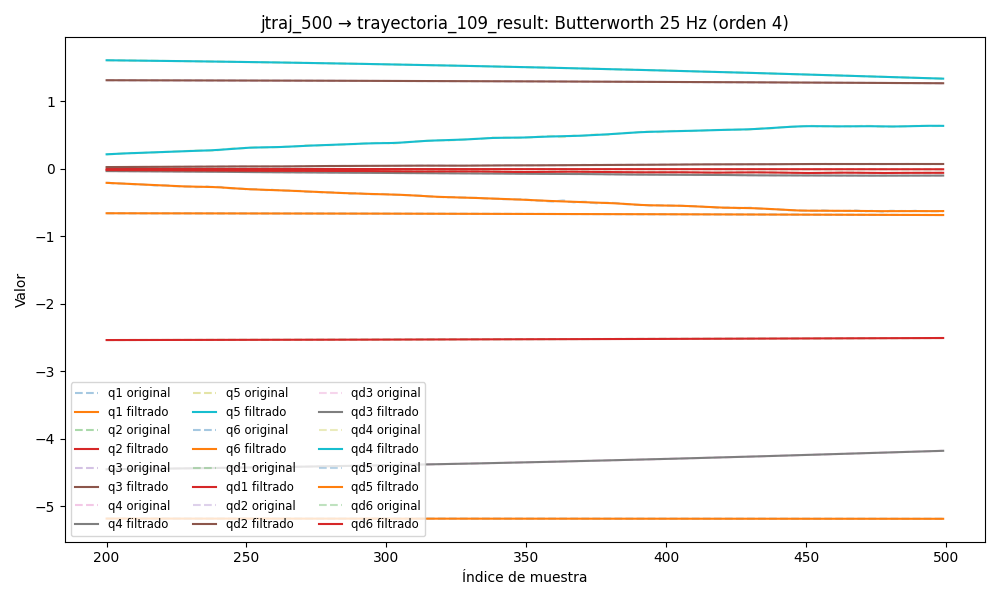 jtraj_500 → trayectoria_109_result: Butterworth 25 Hz (orden 4)
Valor
1
0
−1
−2
−3
−4
−5
q1 original
q1 filtrado
q2 original
q2 filtrado
q3 original
q3 filtrado
q4 original
q4 filtrado
q5 original
q5 filtrado
q6 original
q6 filtrado
qd1 original
qd1 filtrado
qd2 original
qd2 filtrado
qd3 original
qd3 filtrado
qd4 original
qd4 filtrado
qd5 original
qd5 filtrado
qd6 original
qd6 filtrado
200 250 300 350 400 450 500
Índice de muestra